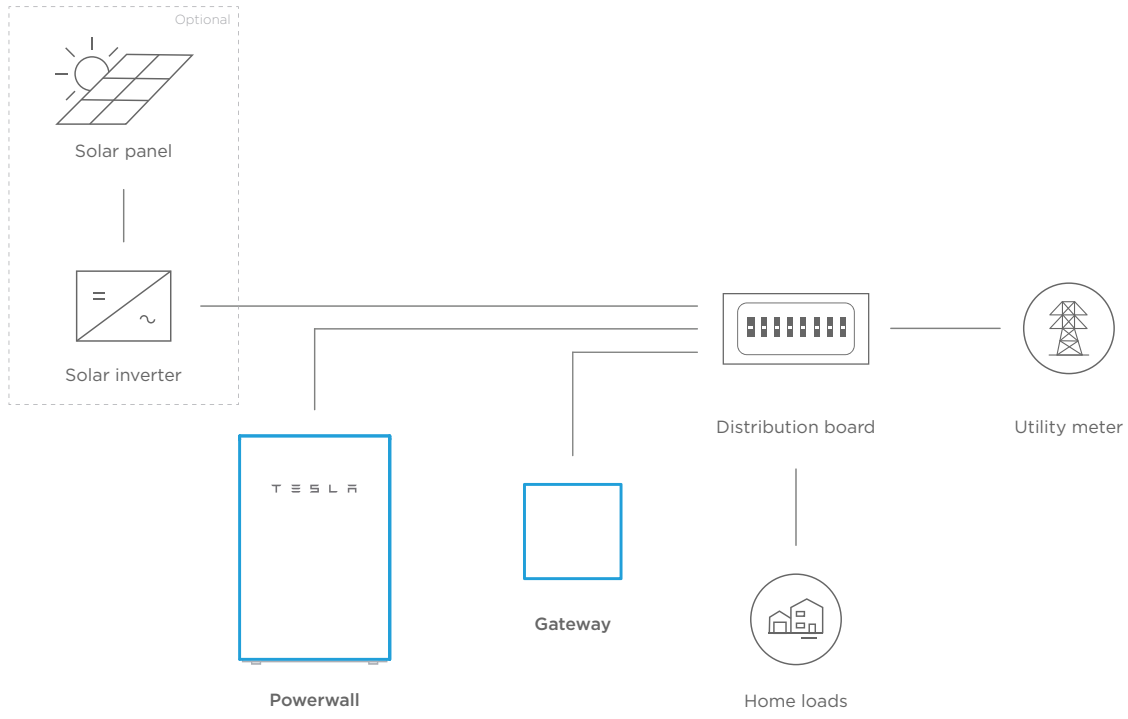 Optional
Solar panel
Solar inverter
Distribution board
Utility meter
TESLA
Gateway
Powerwall
Home loads